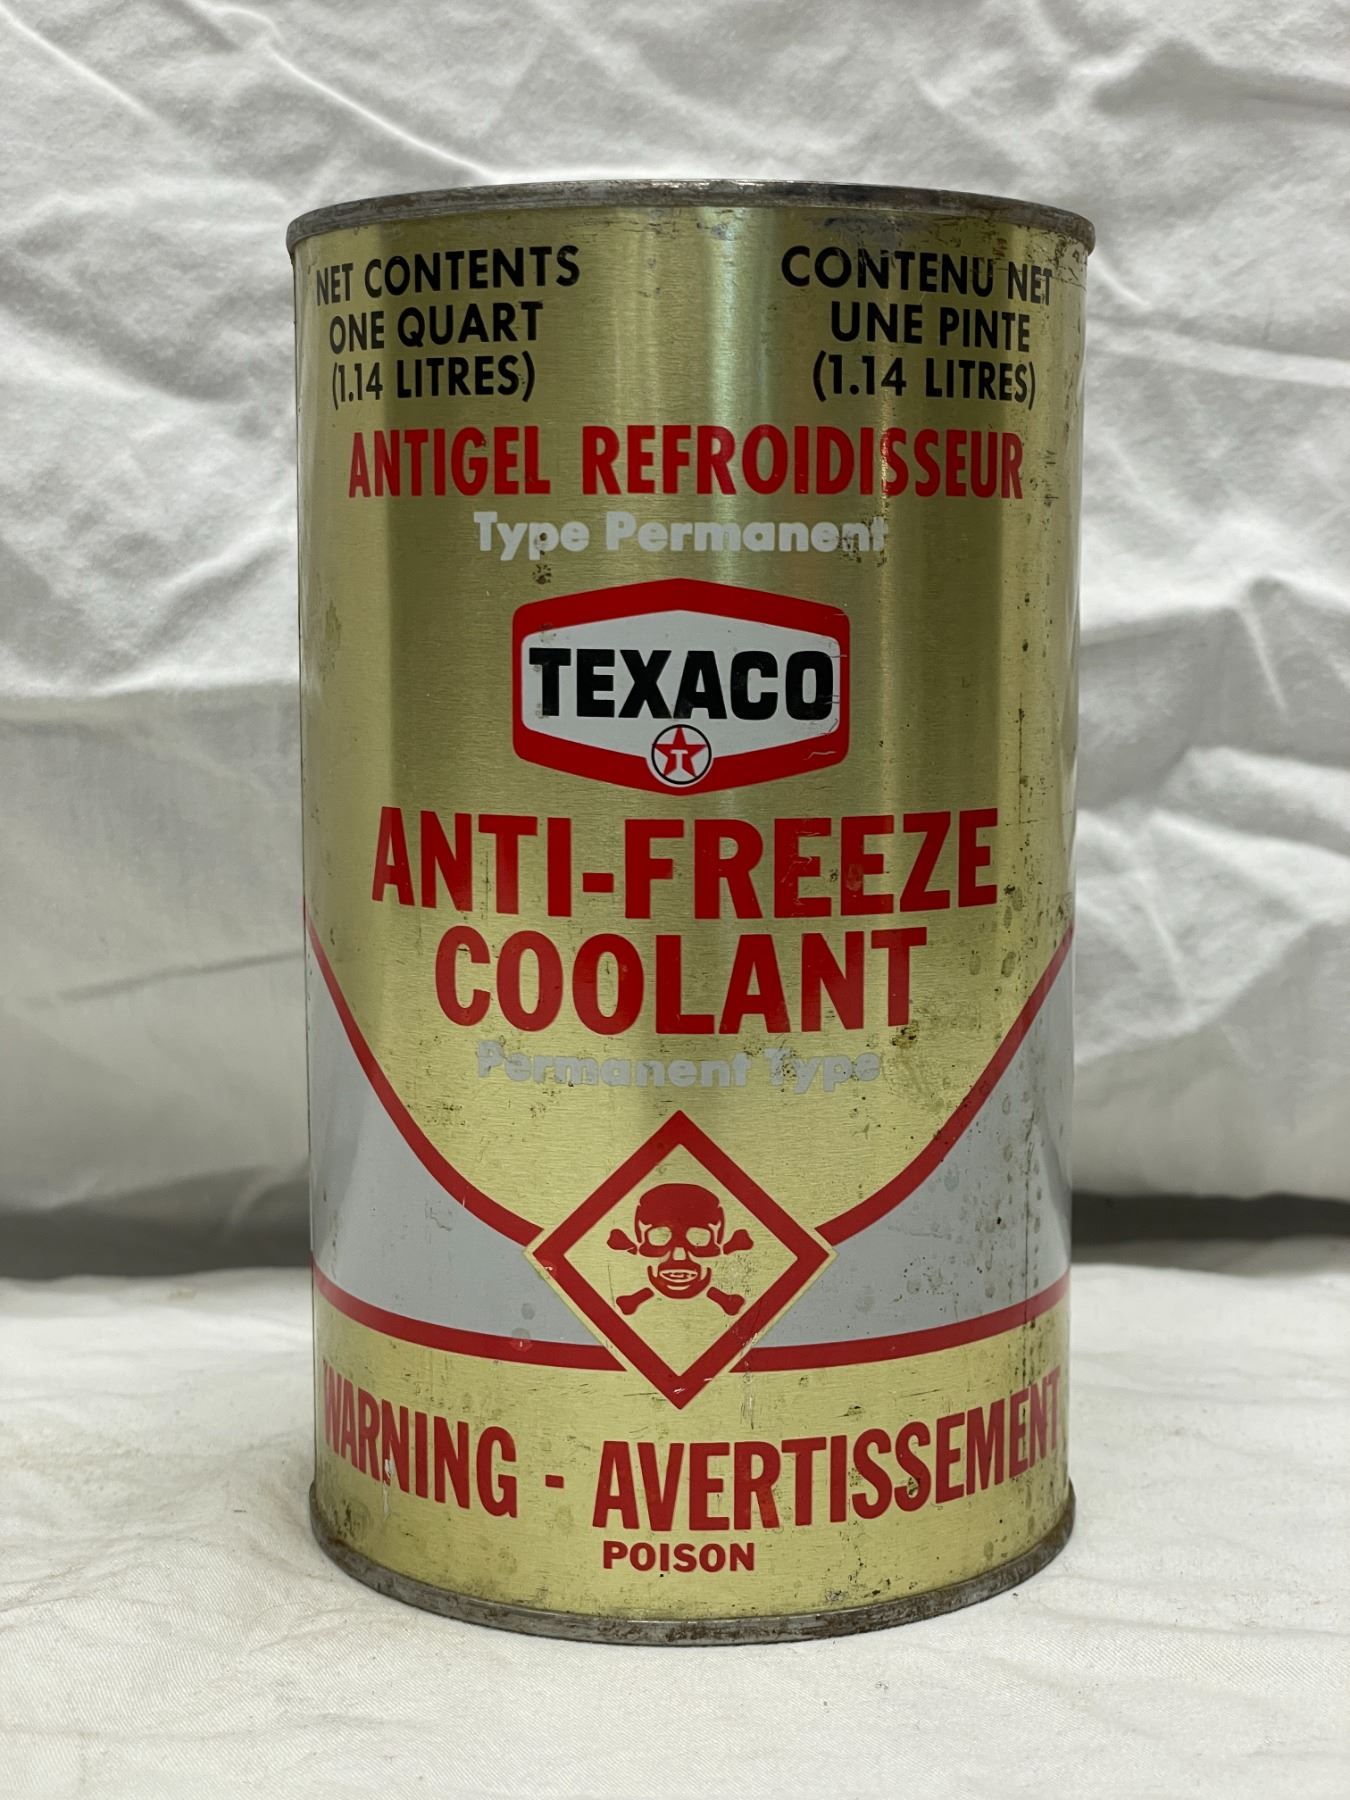 NET CONTENTS
ONE QUART
(1.14 LITRES)
CONTENU NET
UNE PINTE
(1.14 LITRES)
ANTIGEL REFROIDISSEUR
Type Permanent
TEXACO
T
ANTI-FREEZE
COOLANT
Permanent Type
WARNING - AVERTISSEMENT
POISON